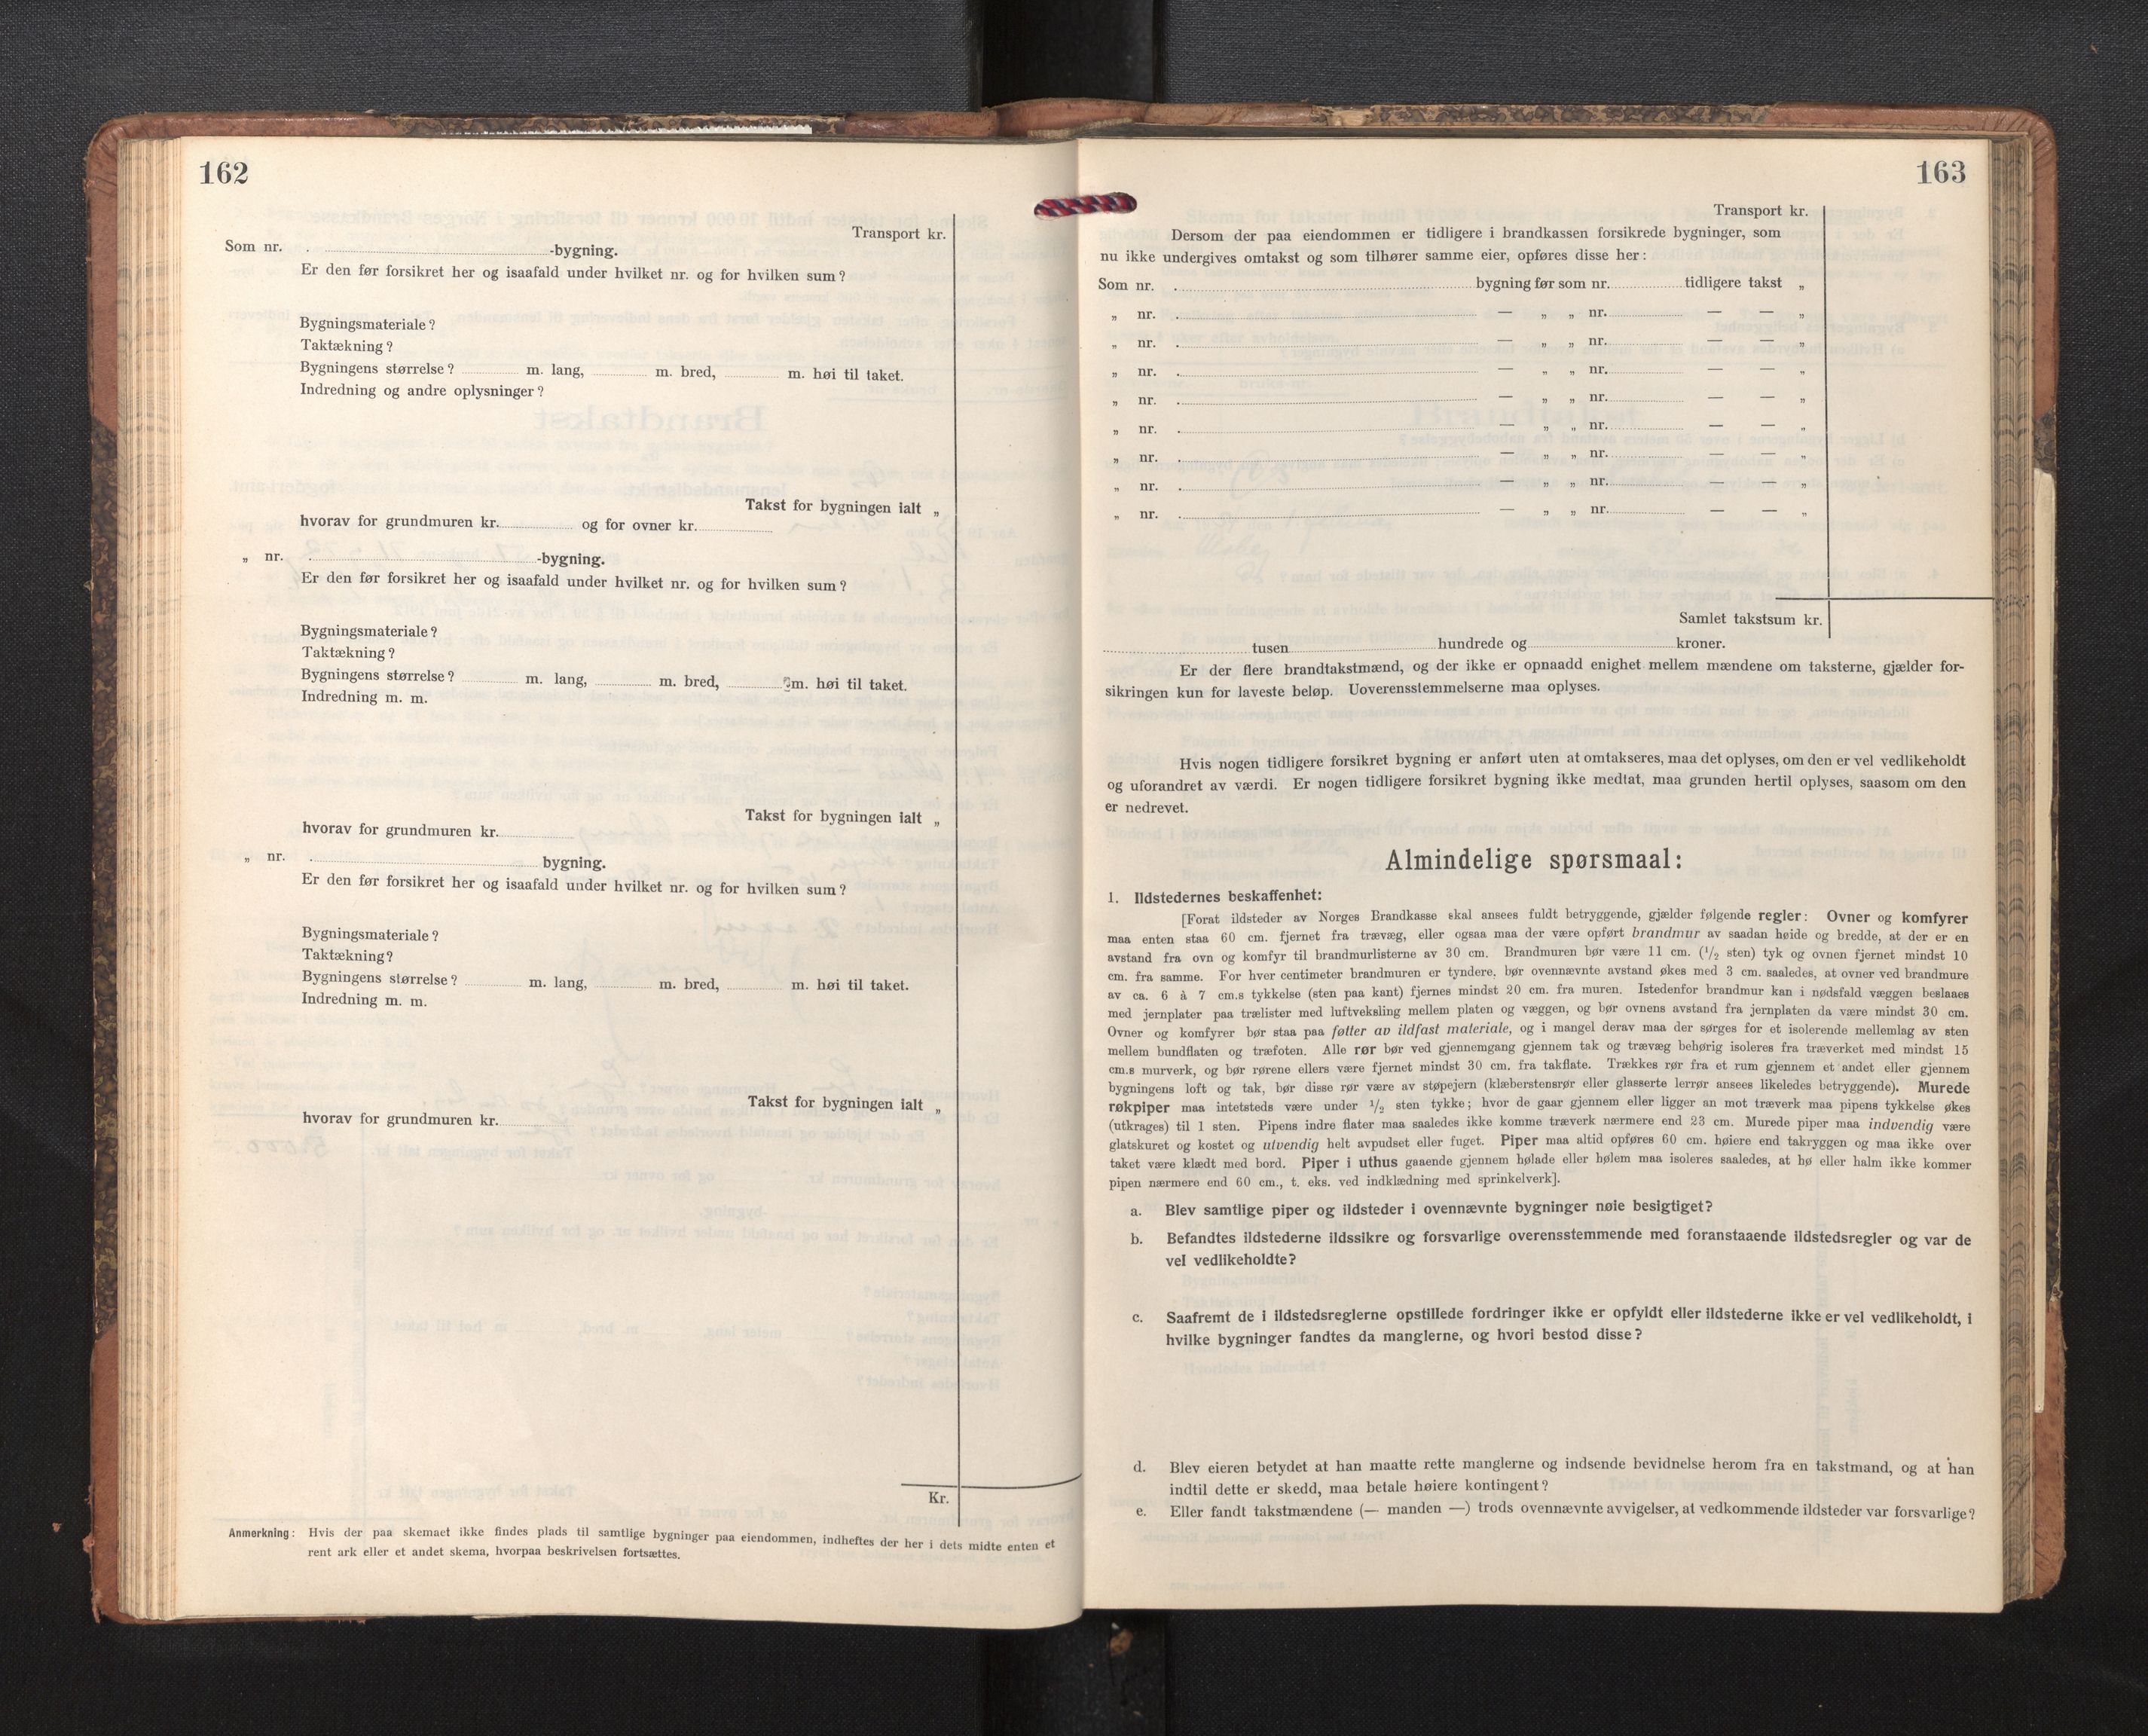 162
Transport kr.
Som nr. -bygning.
Er den før forsikret her og isaafald under hvilket nr. og for hvilken sum?
Bygningsmateriale?
Taktækning?
Bygningens størrelse? m. lang, m. bred, m. høi til taket.
Indredning og andre oplysninger?
Takst for bygningen ialt „
hvorav for grundmuren kr. og for ovner kr.
„ nr. -bygning.
Er den før forsikret her og isaafald under hvilket nr. og for hvilken sum?
Bygningsmateriale?
Taktækning?
Bygningens størrelse? m. lang, m. bred, m. høi til taket.
Indredning m. m.
Takst for bygningen ialt „
hvorav for grundmuren kr.
„ nr. bygning.
Er den før forsikret her og isaafald under hvilket nr. og for hvilken sum?
Bygningsmateriale?
Taktækning?
Bygningens størrelse? m. lang, m. bred, m. høi til taket.
Indredning m. m.
Takst for bygningen ialt „
hvorav for grundmuren kr.
Kr.
Anmerkning: Hvis der paa skemaet ikke findes plads til samtlige bygninger paa eiendommen, indheftes der her i dets midte enten et
rent ark eller et andet skema, hvorpaa beskrivelsen fortsættes.
163
Transport kr.
Dersom der paa eiendommen er tidligere i brandkassen forsikrede bygninger, som
nu ikke undergives omtakst og som tilhører samme eier, opføres disse her:
Som nr. bygning før som nr. tidligere takst „
„ nr. — „ „ nr. — — „
„ nr. — „ „ nr. — — „
„ nr. — „ „ nr. — — „
„ nr. — „ „ nr. — — „
„ nr. — „ „ nr. — — „
„ nr. — „ „ nr. — — „
„ nr. — „ „ nr. — — „
„ nr. — „ „ nr. — — „
Samlet takstsum kr.
tusen hundrede og kroner.
Er der flere brandtakstmænd, og der ikke er opnaadd enighet mellem mændene om taksterne, gjælder for-
sikringen kun for laveste beløp. Uoverensstemmelserne maa oplyses.
Hvis nogen tidligere forsikret bygning er anført uten at omtakseres, maa det oplyses, om den er vel vedlikeholdt
og uforandret av værdi. Er nogen tidligere forsikret bygning ikke medtat, maa grunden hertil oplyses, saasom om den
er nedrevet.
Almindelige spørsmaal:
1. Ildstedernes beskaffenhet:
[Forat ildsteder av Norges Brandkasse skal ansees fuldt betryggende, gjælder følgende regler: Ovner og komfyrer
maa enten staa 60 cm. fjernet fra trævæg, eller ogsaa maa der være opført brandmur av saadan høide og bredde, at der er en
avstand fra ovn og komfyr til brandmurlisterne av 30 cm. Brandmuren bør være 11 cm. (1/2 sten) tyk og ovnen fjernet mindst 10
cm. fra samme. For hver centimeter brandmuren er tyndere, bør ovennævnte avstand økes med 3 cm. saaledes, at ovner ved brandmure
av ca. 6 à 7 cm.s tykkelse (sten paa kant) fjernes mindst 20 cm. fra muren. Istedenfor brandmur kan i nødsfald væggen beslaaes
med jernplater paa trælister med luftveksling mellem platen og væggen, og bør ovnens avstand fra jernplaten da være mindst 30 cm.
Ovner og komfyrer bør staa paa føtter av ildfast materiale, og i mangel derav maa der sørges for et isolerende mellemlag av sten
mellem bundflaten og træfoten. Alle rør bør ved gjennemgang gjennem tak og trævæg behørig isoleres fra træverket med mindst 15
cm.s murverk, og bør rørene ellers være fjernet mindst 30 cm. fra takflate. Trækkes rør fra et rum gjennem et andet eller gjennem
bygningens loft og tak, bør disse rør være av støpejern (klæberstensrør eller glasserte lerrør ansees likeledes betryggende). Murede
røkpiper maa intetsteds være under 1/2 sten tykke; hvor de gaar gjennem eller ligger an mot træverk maa pipens tykkelse økes
(utkrages) til 1 sten. Pipens indre flater maa saaledes ikke komme træverk nærmere end 23 cm. Murede piper maa indvendig være
glatskuret og kostet og utvendig helt avpudset eller fuget. Piper maa altid opføres 60 cm. høiere end takryggen og maa ikke over
taket være klædt med bord. Piper i uthus gaaende gjennem hølade eller hølem maa isoleres saaledes, at hø eller halm ikke kommer
pipen nærmere end 60 cm., t. eks. ved indklædning med sprinkelverk].
a. Blev samtlige piper og ildsteder i ovennævnte bygninger nøie besigtiget?
b. Befandtes ildstederne ildssikre og forsvarlige overensstemmende med foranstaaende ildstedsregler og var de
vel vedlikeholdte?
c. Saafremt de i ildstedsreglerne opstillede fordringer ikke er opfyldt eller ildstederne ikke er vel vedlikeholdt, i
hvilke bygninger fandtes da manglerne, og hvori bestod disse?
d. Blev eieren betydet at han maatte rette manglerne og indsende bevidnelse herom fra en takstmand, og at han
indtil dette er skedd, maa betale høiere kontingent?
e. Eller fandt takstmændene (— manden —) trods ovennævnte avvigelser, at vedkommende ildsteder var forsvarlige?